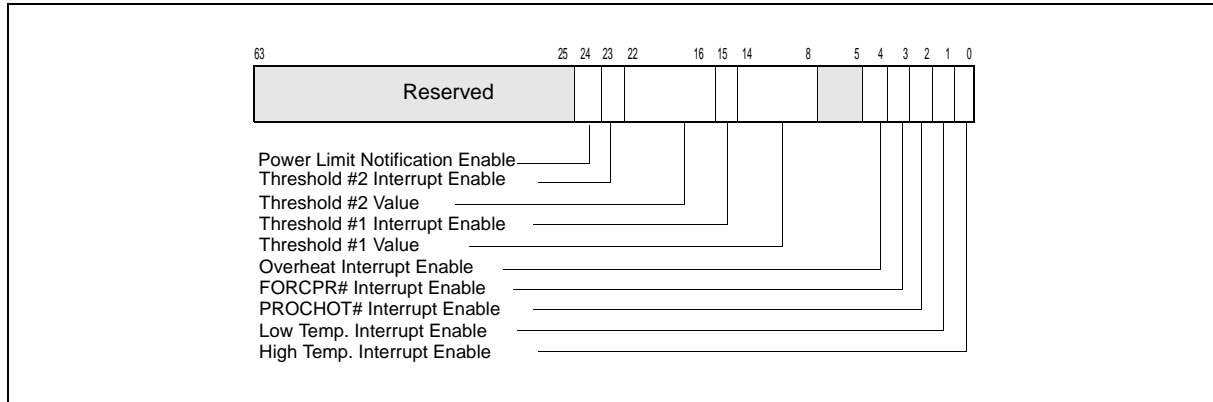 63 25 24 23 22 16 15 14 8 5 4 3 2 1 0
Reserved
Power Limit Notification Enable
Threshold #2 Interrupt Enable
Threshold #2 Value
Threshold #1 Interrupt Enable
Threshold #1 Value
Overheat Interrupt Enable
FORCPR# Interrupt Enable
PROCHOT# Interrupt Enable
Low Temp. Interrupt Enable
High Temp. Interrupt Enable